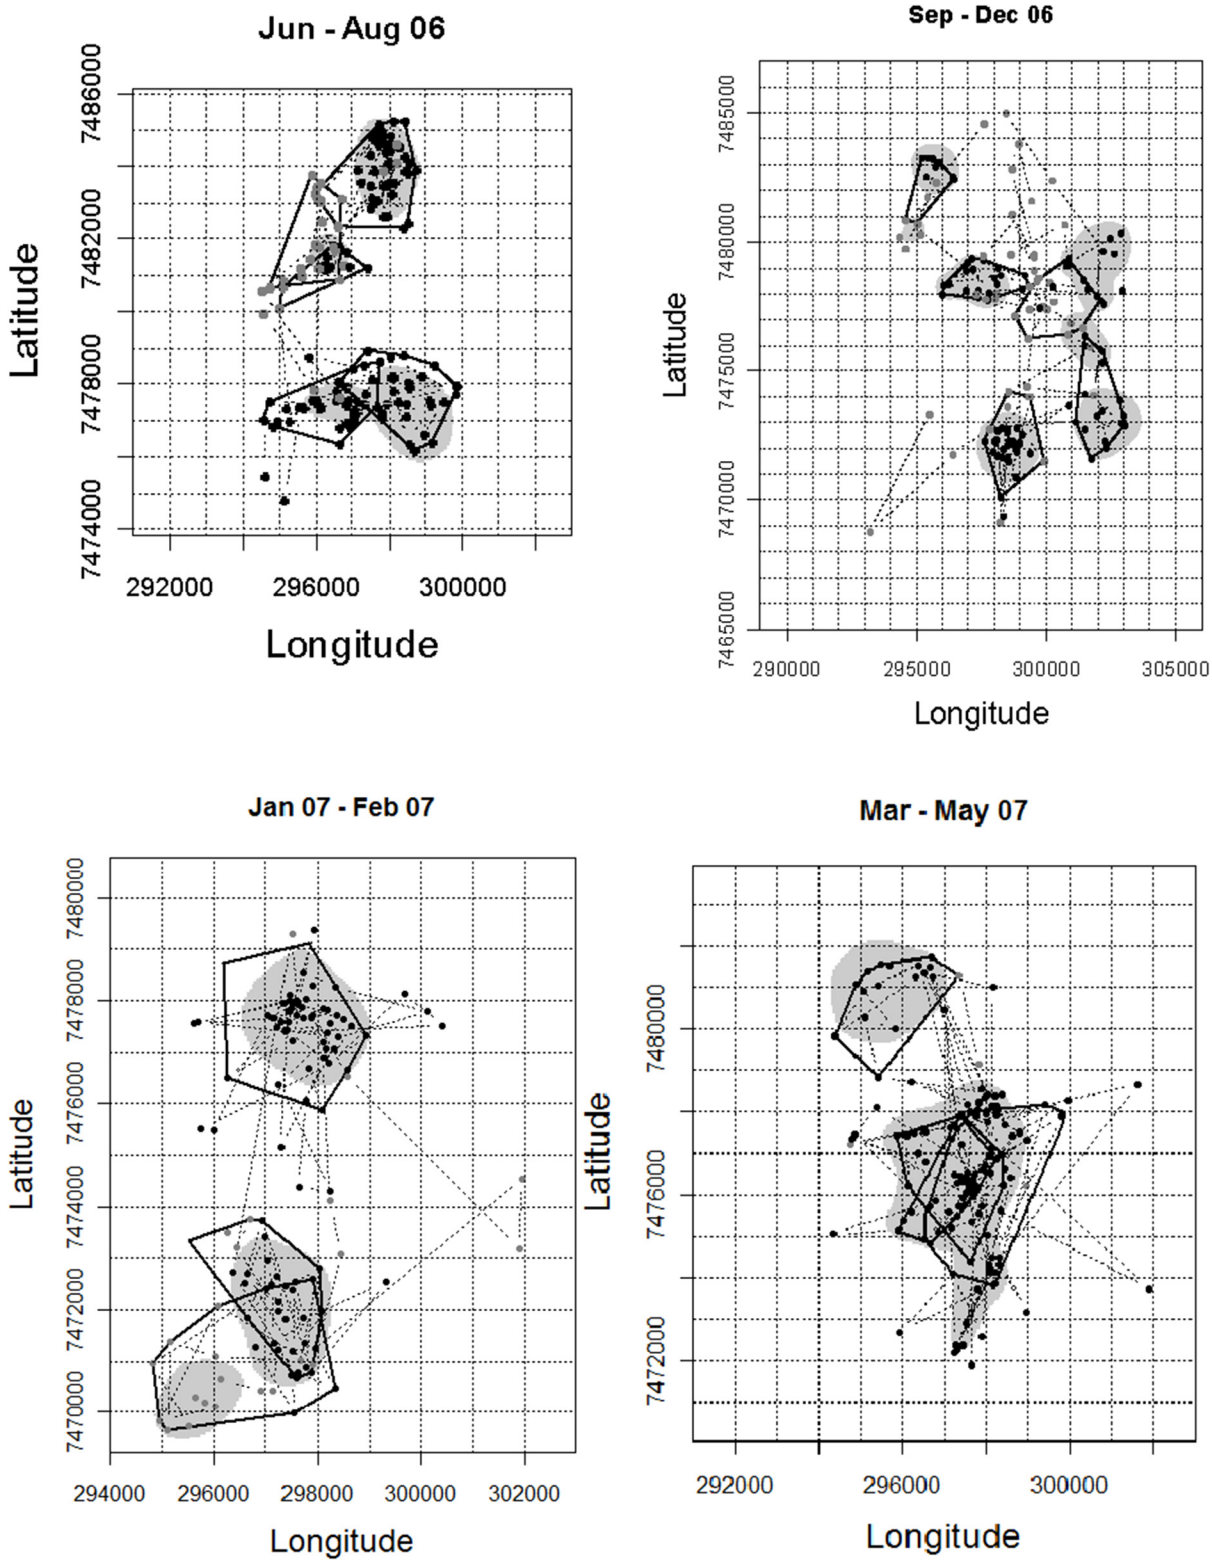 Jun - Aug 06
Latitude
7486000
7482000
7478000
7474000
292000 296000 300000
Longitude
Sep - Dec 06
Latitude
7485000
7480000
7475000
7470000
7465000
290000 295000 300000 305000
Longitude
Jan 07 - Feb 07
Latitude
7480000
7478000
7476000
7474000
7472000
7470000
294000 296000 298000 300000 302000
Longitude
Mar - May 07
Latitude
7480000
7476000
7472000
292000 296000 300000
Longitude